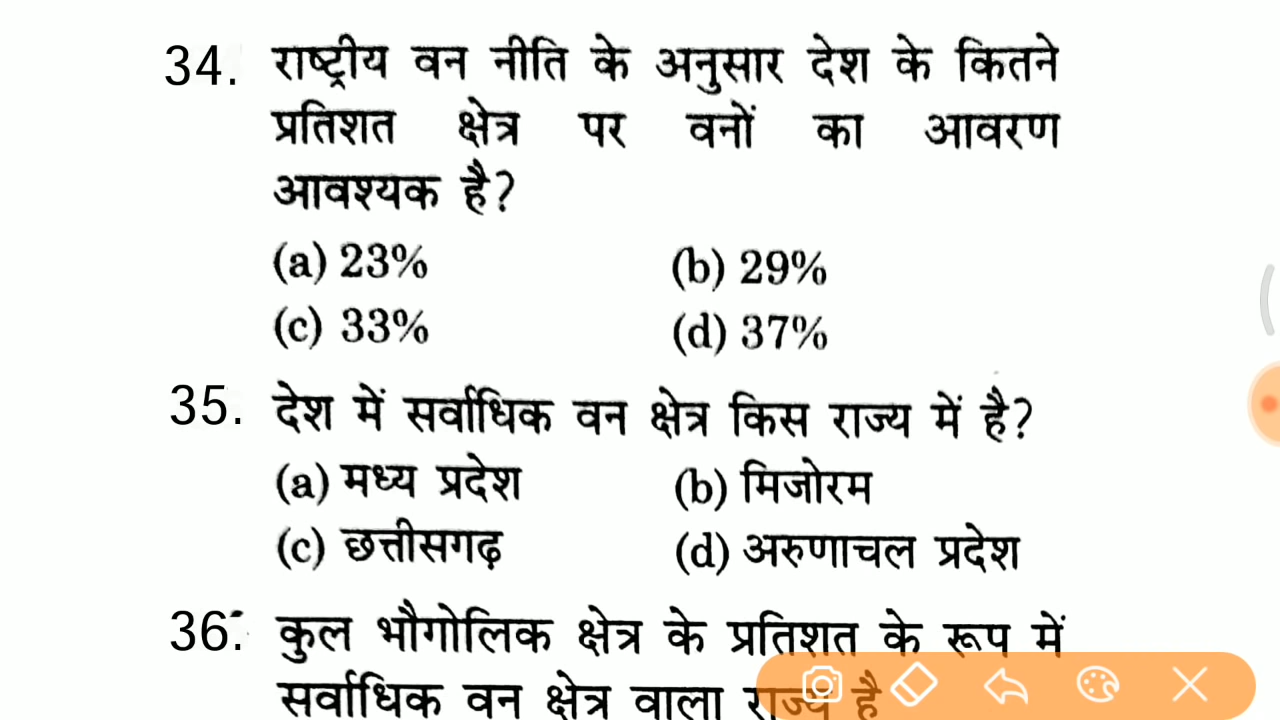 34. राष्ट्रीय वन नीति के अनुसार देश के कितने
प्रतिशत क्षेत्र पर वनों का आवरण
आवश्यक है?
(a) 23% (b) 29%
(c) 33% (d) 37%
35. देश में सर्वाधिक वन क्षेत्र किस राज्य में है?
(a) मध्य प्रदेश (b) मिजोरम
(c) छत्तीसगढ़ (d) अरुणाचल प्रदेश
36. कुल भौगोलिक क्षेत्र के प्रतिशत के रूप में
सर्वाधिक वन क्षेत्र वाला राज्य है